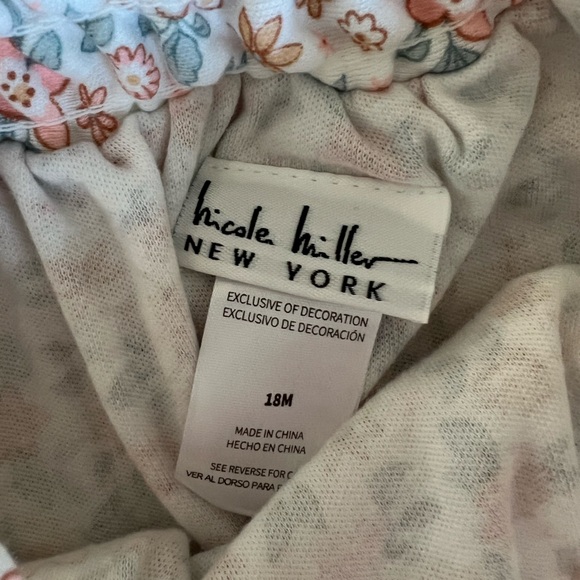 nicole miller
NEW YORK
EXCLUSIVE OF DECORATION
EXCLUSIVO DE DECORACIÓN
18M
MADE IN CHINA
HECHO EN CHINA
SEE REVERSE FOR
VER AL DORSO PARA